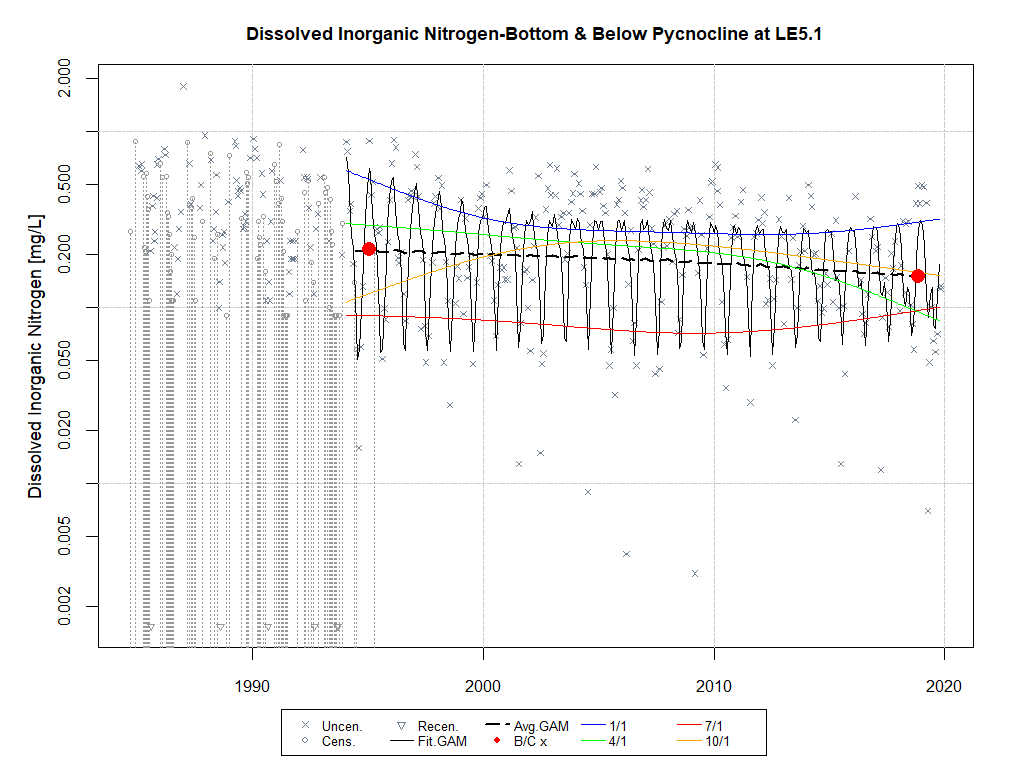 Dissolved Inorganic Nitrogen-Bottom & Below Pycnocline at LE5.1
Dissolved Inorganic Nitrogen [mg/L]
2.000
0.500
0.200
0.050
0.020
0.005
0.002
1990
2000
2010
2020
Uncen. Recen. Avg.GAM 1/1 7/1
Cens. Fit.GAM B/C x 4/1 10/1